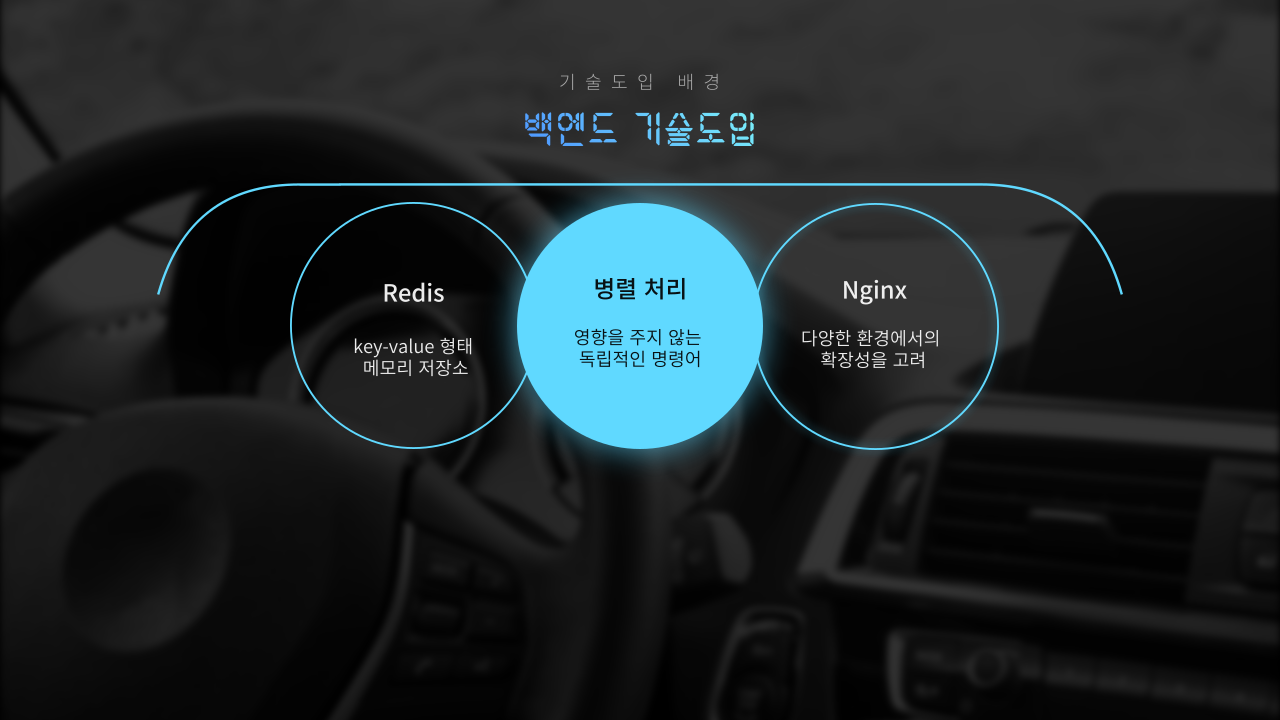 기술도입 배경
백엔드 기술도입
Redis
key-value 형태
메모리 저장소
병렬 처리
영향을 주지 않는
독립적인 명령어
Nginx
다양한 환경에서의
확장성을 고려